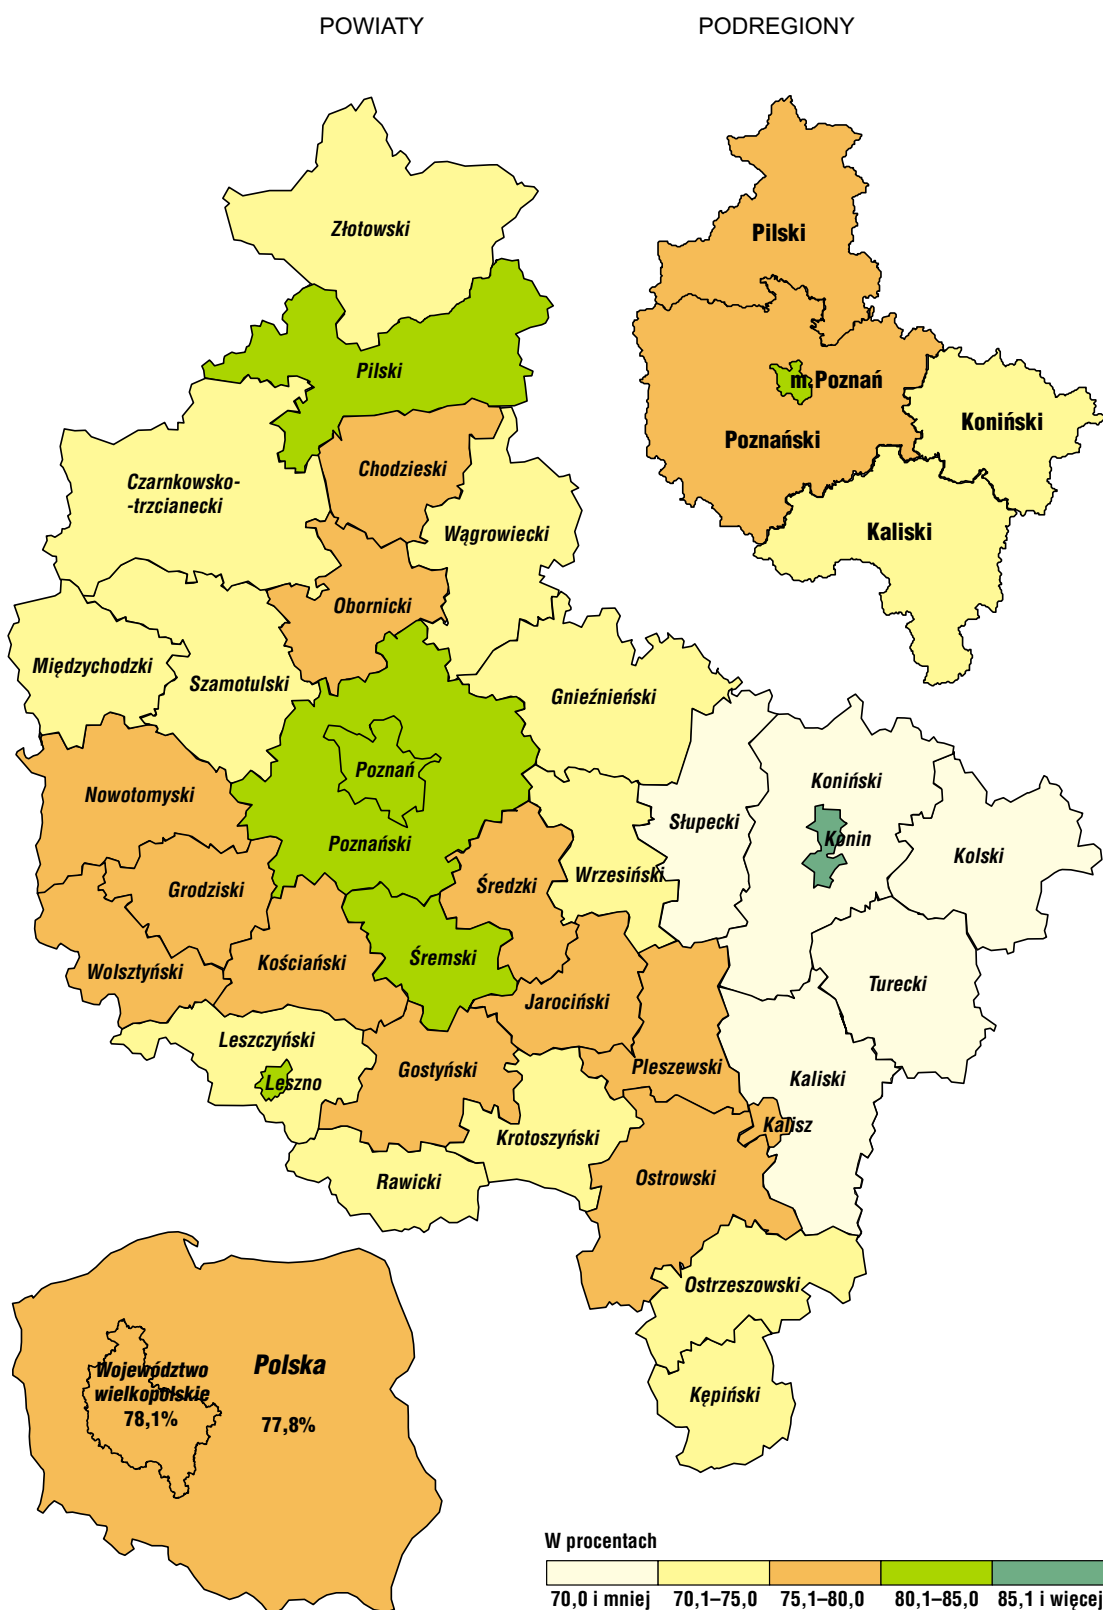 POWIATY
PODREGIONY
Złotowski
Pilski
Pilski
m.Poznań
Koniński
Poznański
Chodzieski
Czarnkowsko-
-trzcianecki
Wągrowiecki
Kaliski
Obornicki
Międzychodzki
Szamotulski
Gnieźnieński
Poznań
Nowotomyski
Koniński
Słupecki
Konin
Poznański
Kolski
Grodziski
Średzki
Wrzesiński
Wolsztyński
Kościański
Śremski
Turecki
Jarociński
Leszczyński
Gostyński
Pleszewski
Kaliski
Leszno
Kalisz
Krotoszyński
Rawicki
Ostrowski
Ostrzeszowski
Kępiński
Województwo
wielkopolskie
78,1%
Polska
77,8%
W procentach
70,0 i mniej
70,1–75,0
75,1–80,0
80,1–85,0
85,1 i więcej